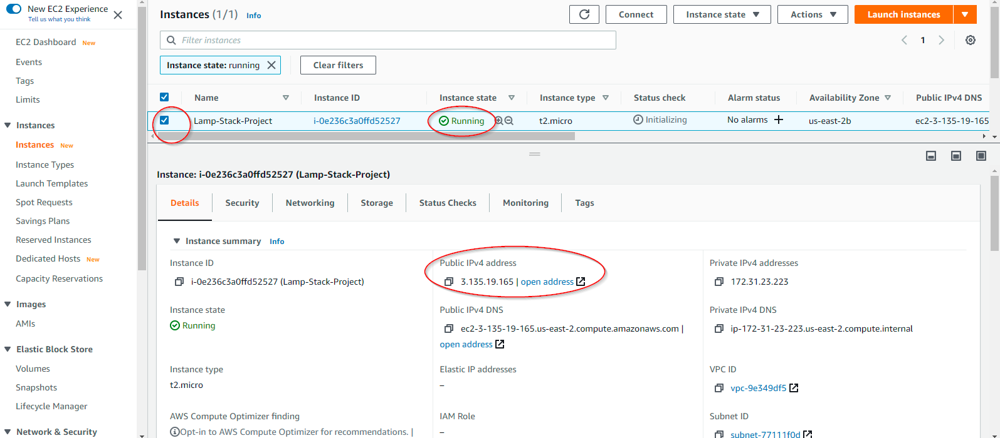 New EC2 Experience
Tell us what you think
EC2 Dashboard New
Events
Tags
Limits
Instances
Instances New
Instance Types
Launch Templates
Spot Requests
Savings Plans
Reserved Instances
Dedicated Hosts New
Capacity Reservations
Images
AMIs
Elastic Block Store
Volumes
Snapshots
Lifecycle Manager
Network & Security
Instances (1/1) Info
Connect
Instance state
Actions
Launch instances
Filter instances
1
Instance state: running
Clear filters
Name Instance ID Instance state Instance type Status check Alarm status Availability Zone Public IPv4 DNS
Lamp-Stack-Project i-0e236c3a0ffd52527 Running t2.micro Initializing No alarms us-east-2b ec2-3-135-19-165
Instance: i-0e236c3a0ffd52527 (Lamp-Stack-Project)
Details Security Networking Storage Status Checks Monitoring Tags
Instance summary Info
Instance ID
i-0e236c3a0ffd52527 (Lamp-Stack-Project)
Public IPv4 address
3.135.19.165 | open address
Private IPv4 addresses
172.31.23.223
Instance state
Running
Public IPv4 DNS
ec2-3-135-19-165.us-east-2.compute.amazonaws.com |
open address
Private IPv4 DNS
ip-172-31-23-223.us-east-2.compute.internal
Instance type
t2.micro
Elastic IP addresses
–
VPC ID
vpc-9e349df5
AWS Compute Optimizer finding
Opt-in to AWS Compute Optimizer for recommendations. |
IAM Role
–
Subnet ID
subnet-77111f0d